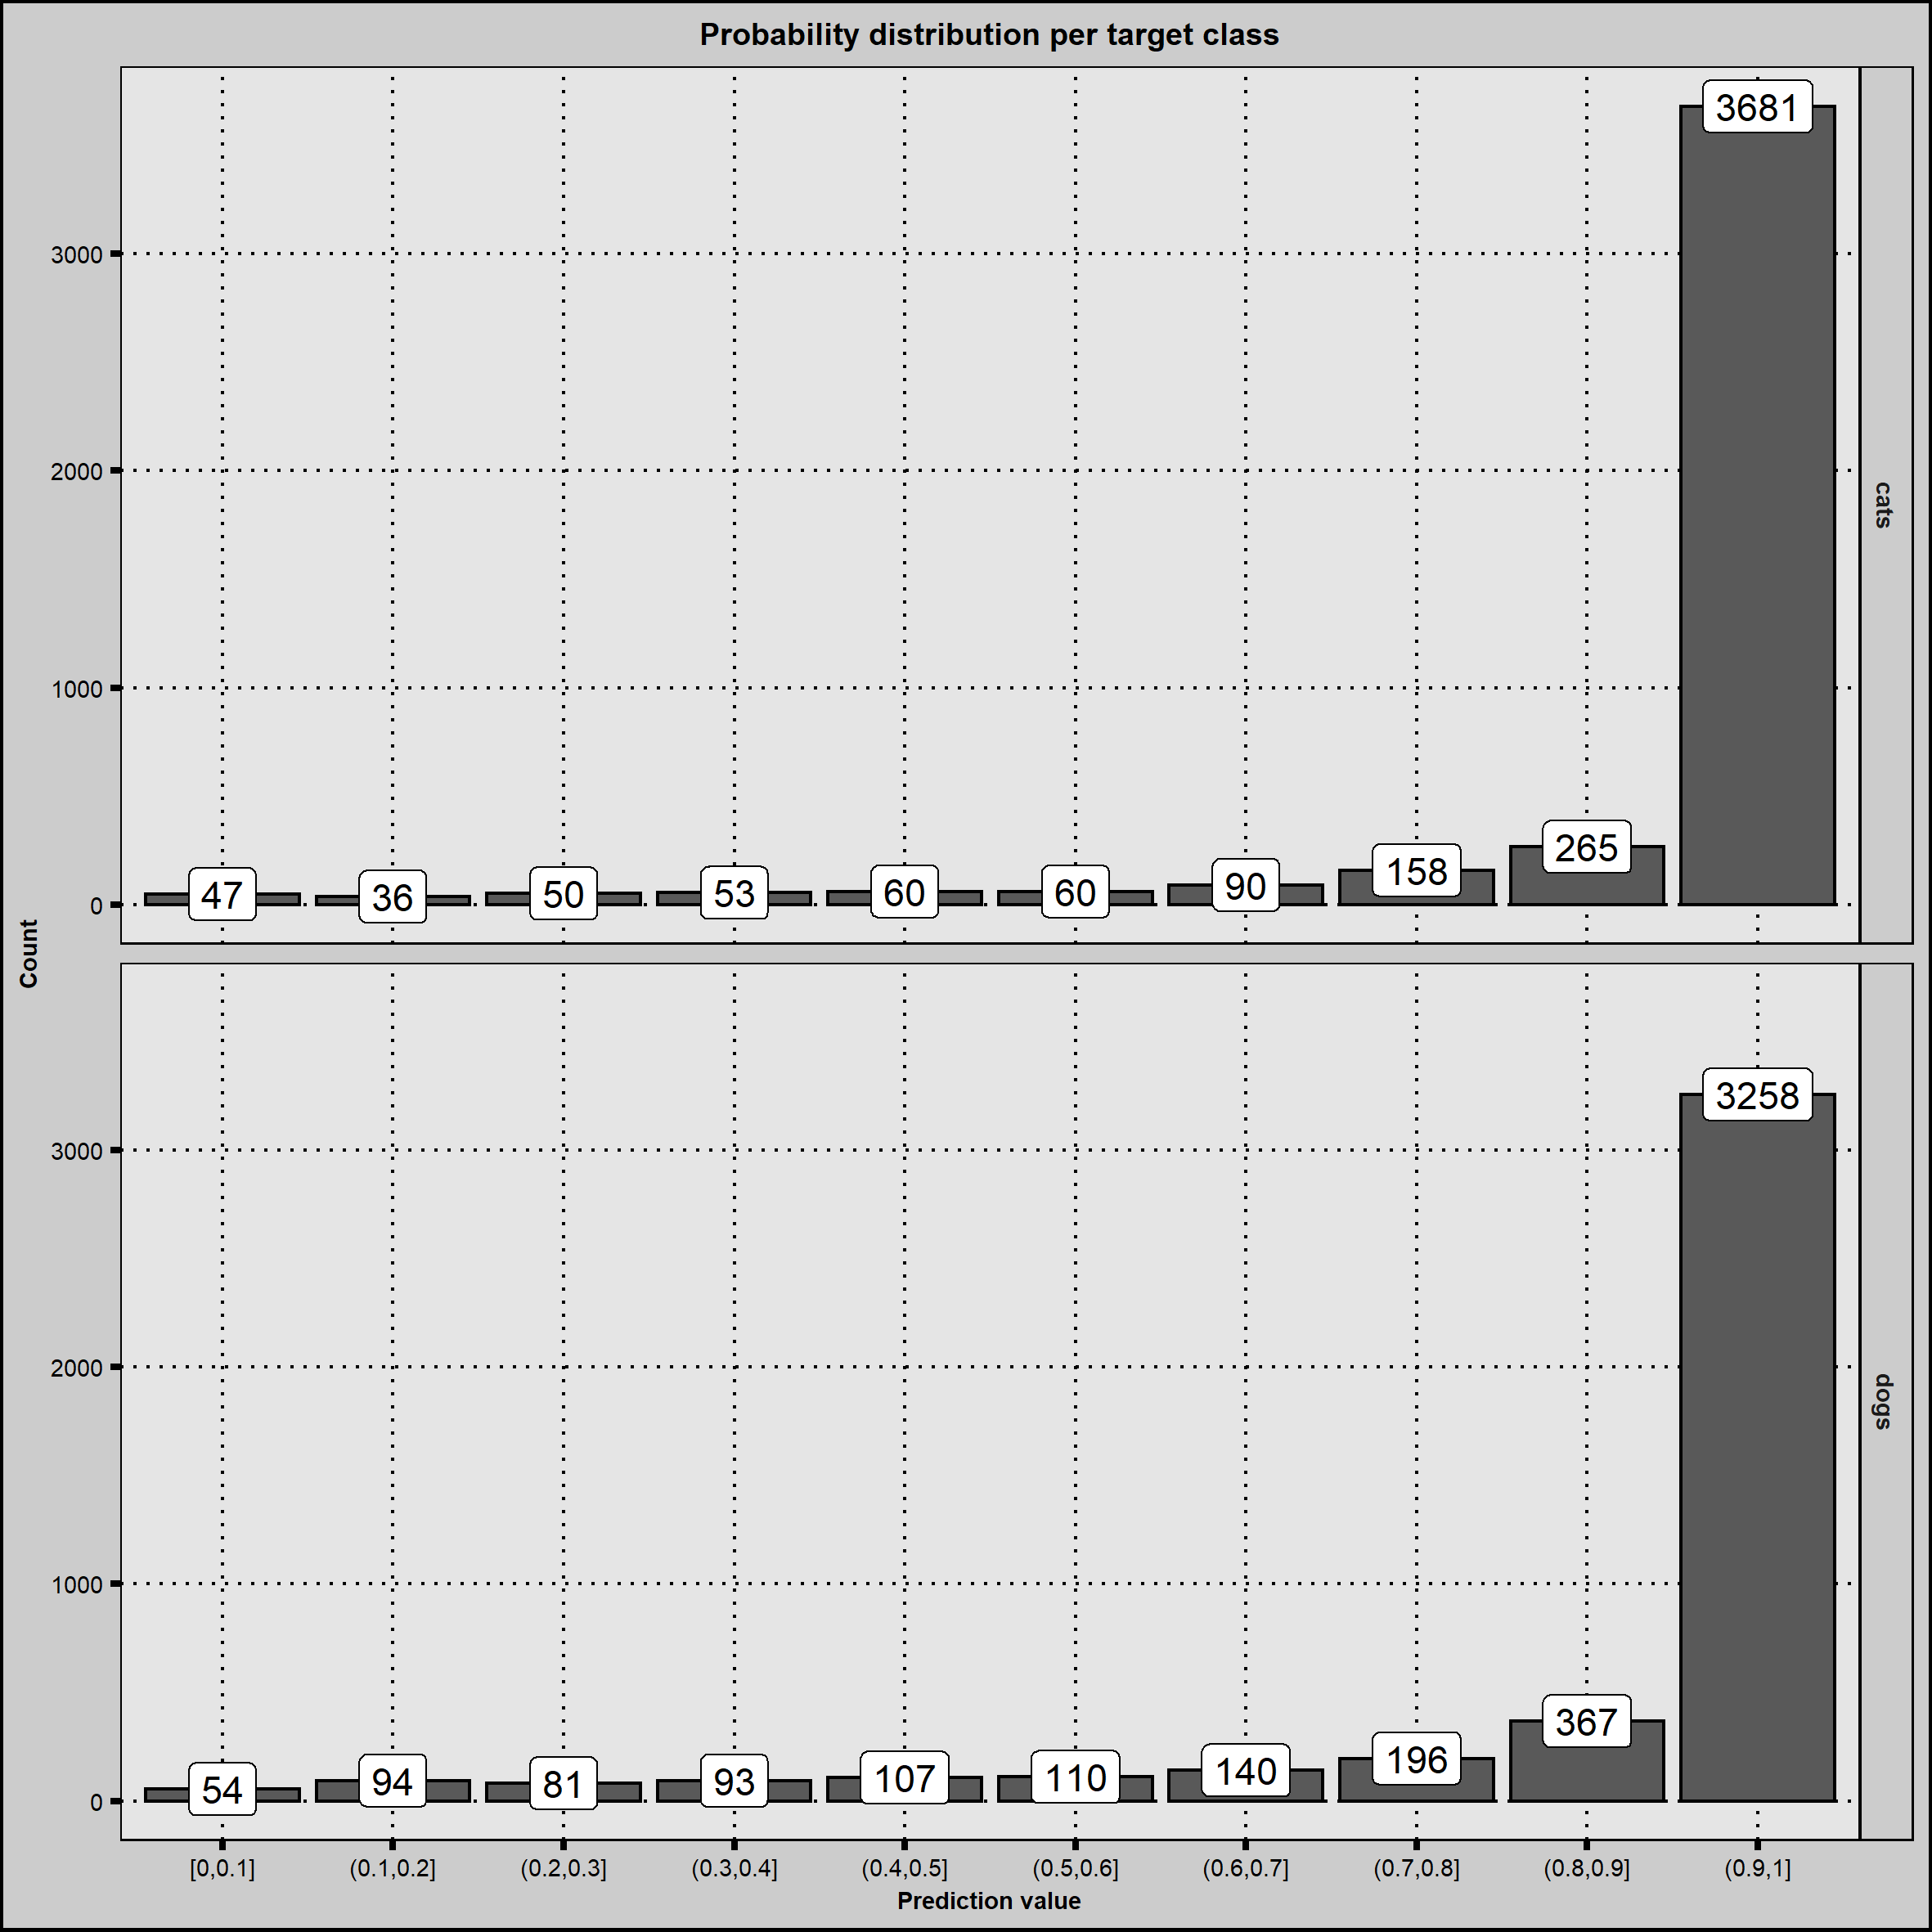 Probability distribution per target class
Count
3000
2000
1000
0
47 36 50 53 60 60 90 158 265 3681
cats
3000
2000
1000
0
54 94 81 93 107 110 140 196 367 3258
dogs
[0,0.1] (0.1,0.2] (0.2,0.3] (0.3,0.4] (0.4,0.5] (0.5,0.6] (0.6,0.7] (0.7,0.8] (0.8,0.9] (0.9,1]
Prediction value